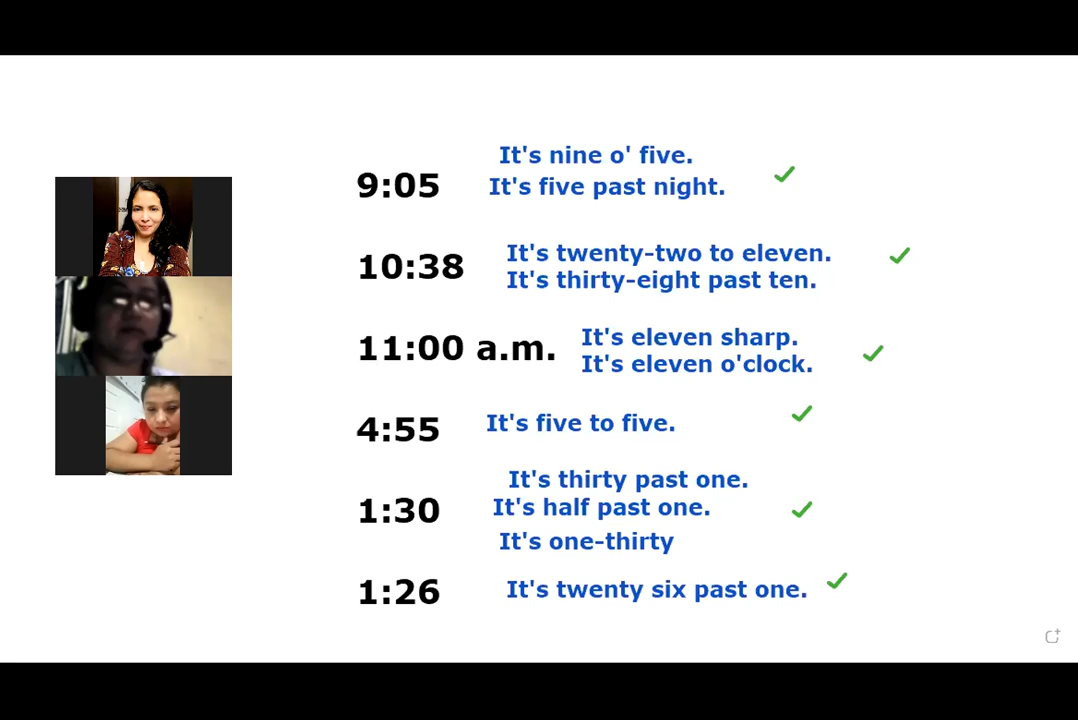 It's nine o' five.
9:05
It's five past night.
It's twenty-two to eleven.
10:38
It's thirty-eight past ten.
It's eleven sharp.
11:00 a.m.
It's eleven o'clock.
4:55
It's five to five.
It's thirty past one.
1:30
It's half past one.
It's one-thirty
1:26
It's twenty six past one.